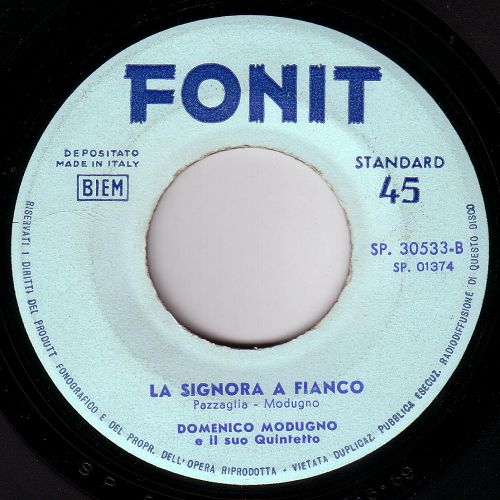 FONIT
DEPOSITATO
MADE IN ITALY
BIEM
STANDARD
45
SP. 30533-B
SP. 01374
LA SIGNORA A FIANCO
Pazzaglia - Modugno
DOMENICO MODUGNO
e il suo Quintetto
RISERVATI I DIRITTI DEL PRODUTT FONOGRAFICO E DEL PROPR. DELL'OPERA RIPRODOTTA - VIETATA DUPLICAZ. PUBBLICA ESECUZ. RADIODIFFUSIONE DI QUESTO DISCO